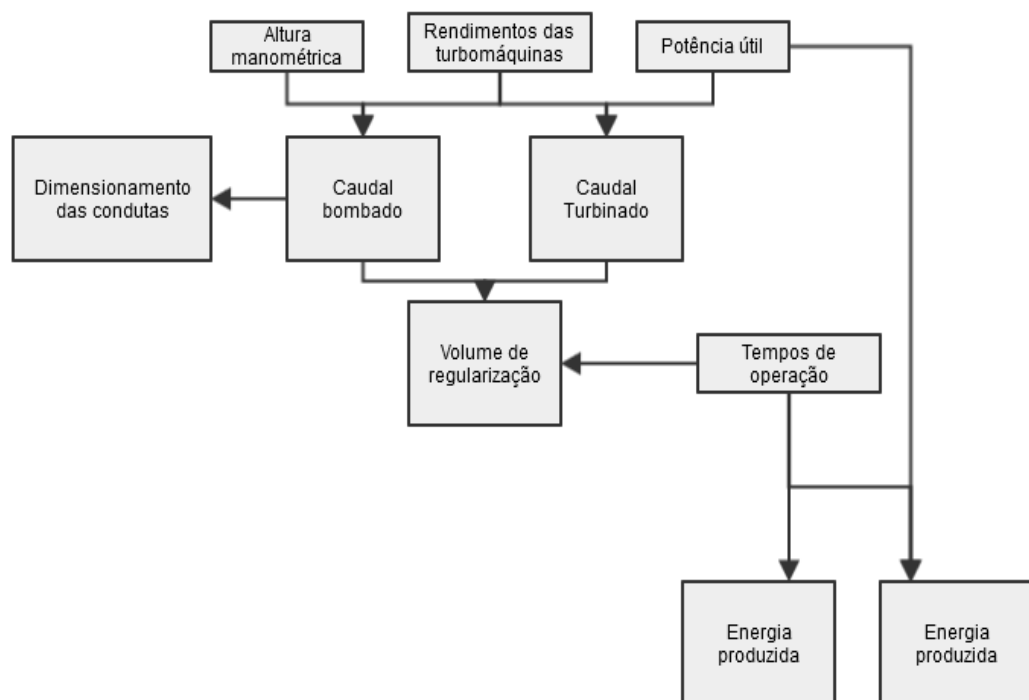 Altura
manométrica
Rendimentos das
turbomáquinas
Potência útil
Dimensionamento
das condutas
Caudal
bombado
Caudal
Turbinado
Volume de
regularização
Tempos de
operação
Energia
produzida
Energia
produzida